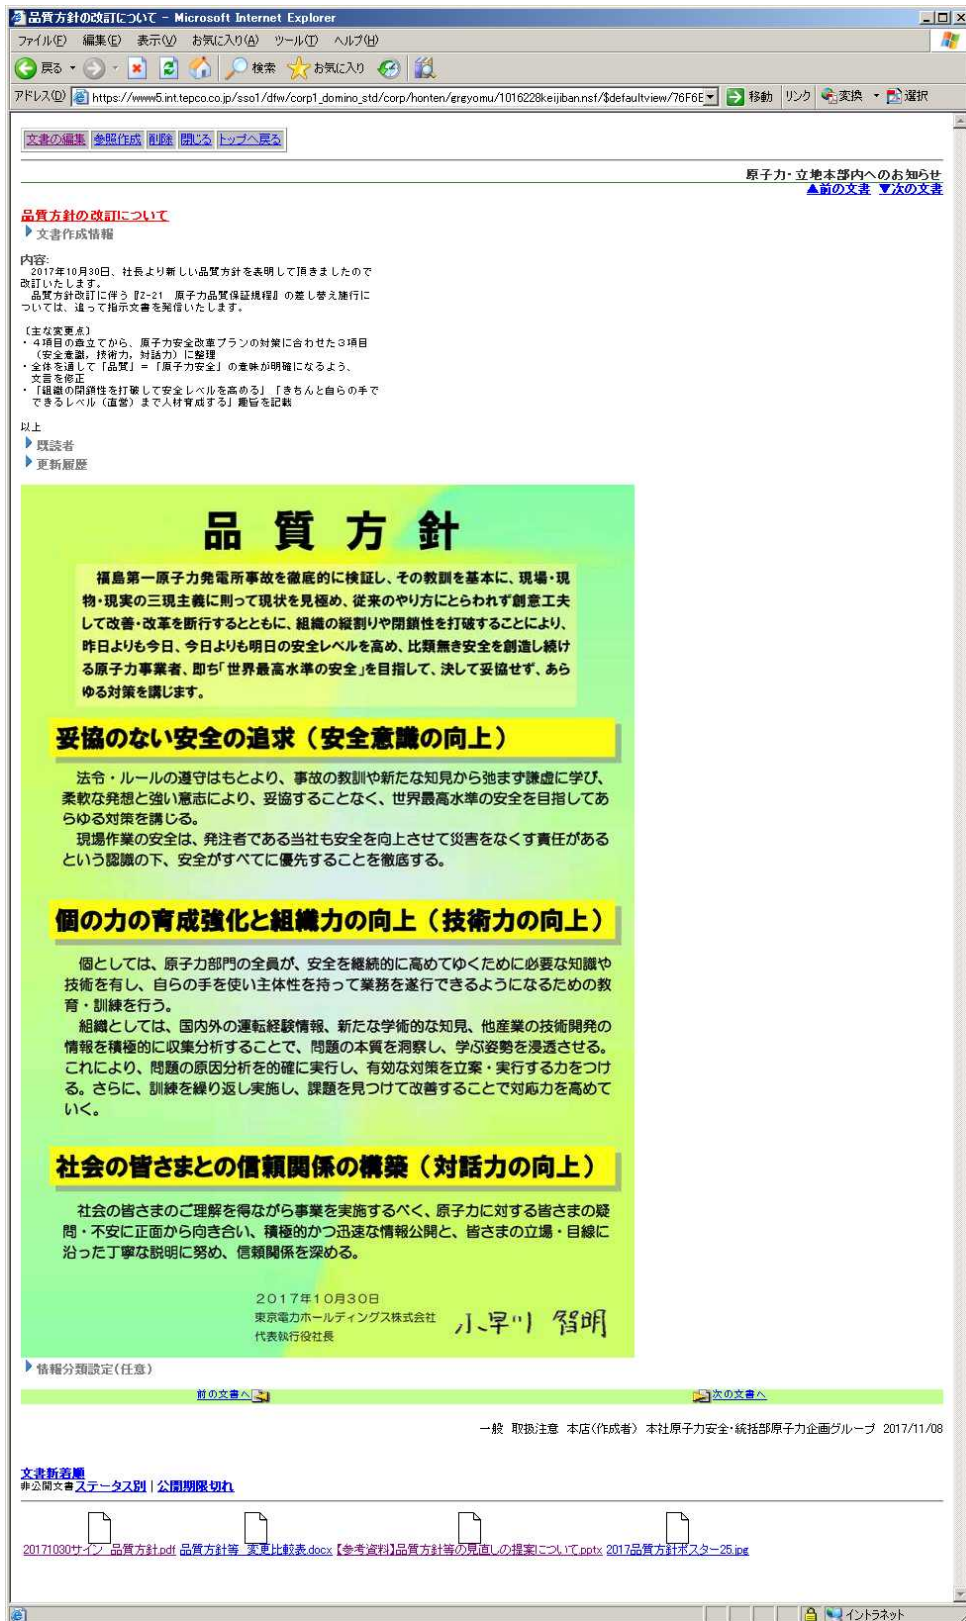 品質方針の改訂について - Microsoft Internet Explorer
ファイル(F) 編集(E) 表示(V) お気に入り(A) ツール(T) ヘルプ(H)
戻る 検索 お気に入り
アドレス(D) https://www5.int.tepco.co.jp/sso1/dfw/corp1_domino_std/corp/honten/grgyomu/1016228keijiban.nsf/$defaultview/76F6E 移動 リンク 変換 選択
文書の編集 参照作成 削除 閉じる トップへ戻る
原子力・立地本部内へのお知らせ
▲前の文書 ▼次の文書
品質方針の改訂について
文書作成情報
内容:
2017年10月30日、社長より新しい品質方針を表明して頂きましたので
改訂いたします。
品質方針改訂に伴う『Z-21 原子力品質保証規程』の差し替え施行に
ついては、追って指示文書を発信いたします。
〔主な変更点〕
・4項目の章立てから、原子力安全改革プランの対策に合わせた3項目
（安全意識，技術力，対話力）に整理
・全体を通して「品質」＝「原子力安全」の意味が明確になるよう、
文言を修正
・「組織の閉鎖性を打破して安全レベルを高める」「きちんと自らの手で
できるレベル（直営）まで人材育成する」趣旨を記載
以上
既読者
更新履歴
品 質 方 針
福島第一原子力発電所事故を徹底的に検証し、その教訓を基本に、現場・現
物・現実の三現主義に則って現状を見極め、従来のやり方にとらわれず創意工夫
して改善・改革を断行するとともに、組織の縦割りや閉鎖性を打破することにより、
昨日よりも今日、今日よりも明日の安全レベルを高め、比類無き安全を創造し続け
る原子力事業者、即ち「世界最高水準の安全」を目指して、決して妥協せず、あら
ゆる対策を講じます。
妥協のない安全の追求（安全意識の向上）
法令・ルールの遵守はもとより、事故の教訓や新たな知見から弛まず謙虚に学び、
柔軟な発想と強い意志により、妥協することなく、世界最高水準の安全を目指してあ
らゆる対策を講じる。
現場作業の安全は、発注者である当社も安全を向上させて災害をなくす責任がある
という認識の下、安全がすべてに優先することを徹底する。
個の力の育成強化と組織力の向上（技術力の向上）
個としては、原子力部門の全員が、安全を継続的に高めてゆくために必要な知識や
技術を有し、自らの手を使い主体性を持って業務を遂行できるようになるための教
育・訓練を行う。
組織としては、国内外の運転経験情報、新たな学術的な知見、他産業の技術開発の
情報を積極的に収集分析することで、問題の本質を洞察し、学ぶ姿勢を浸透させる。
これにより、問題の原因分析を的確に実行し、有効な対策を立案・実行する力をつけ
る。さらに、訓練を繰り返し実施し、課題を見つけて改善することで対応力を高めて
いく。
社会の皆さまとの信頼関係の構築（対話力の向上）
社会の皆さまのご理解を得ながら事業を実施するべく、原子力に対する皆さまの疑
問・不安に正面から向き合い、積極的かつ迅速な情報公開と、皆さまの立場・目線に
沿った丁寧な説明に努め、信頼関係を深める。
2017年10月30日
東京電力ホールディングス株式会社
代表執行役社長 小早川 智明
情報分類設定(任意)
前の文書へ 次の文書へ
一般 取扱注意 本店(作成者) 本社原子力安全・統括部原子力企画グループ 2017/11/08
文書新着順
非公開文書ステータス別 | 公開期限切れ
20171030サイン 品質方針.pdf 品質方針等 変更比較表.docx 【参考資料】品質方針等の見直しの提案について.pptx 2017品質方針ポスター25.jpg
イントラネット